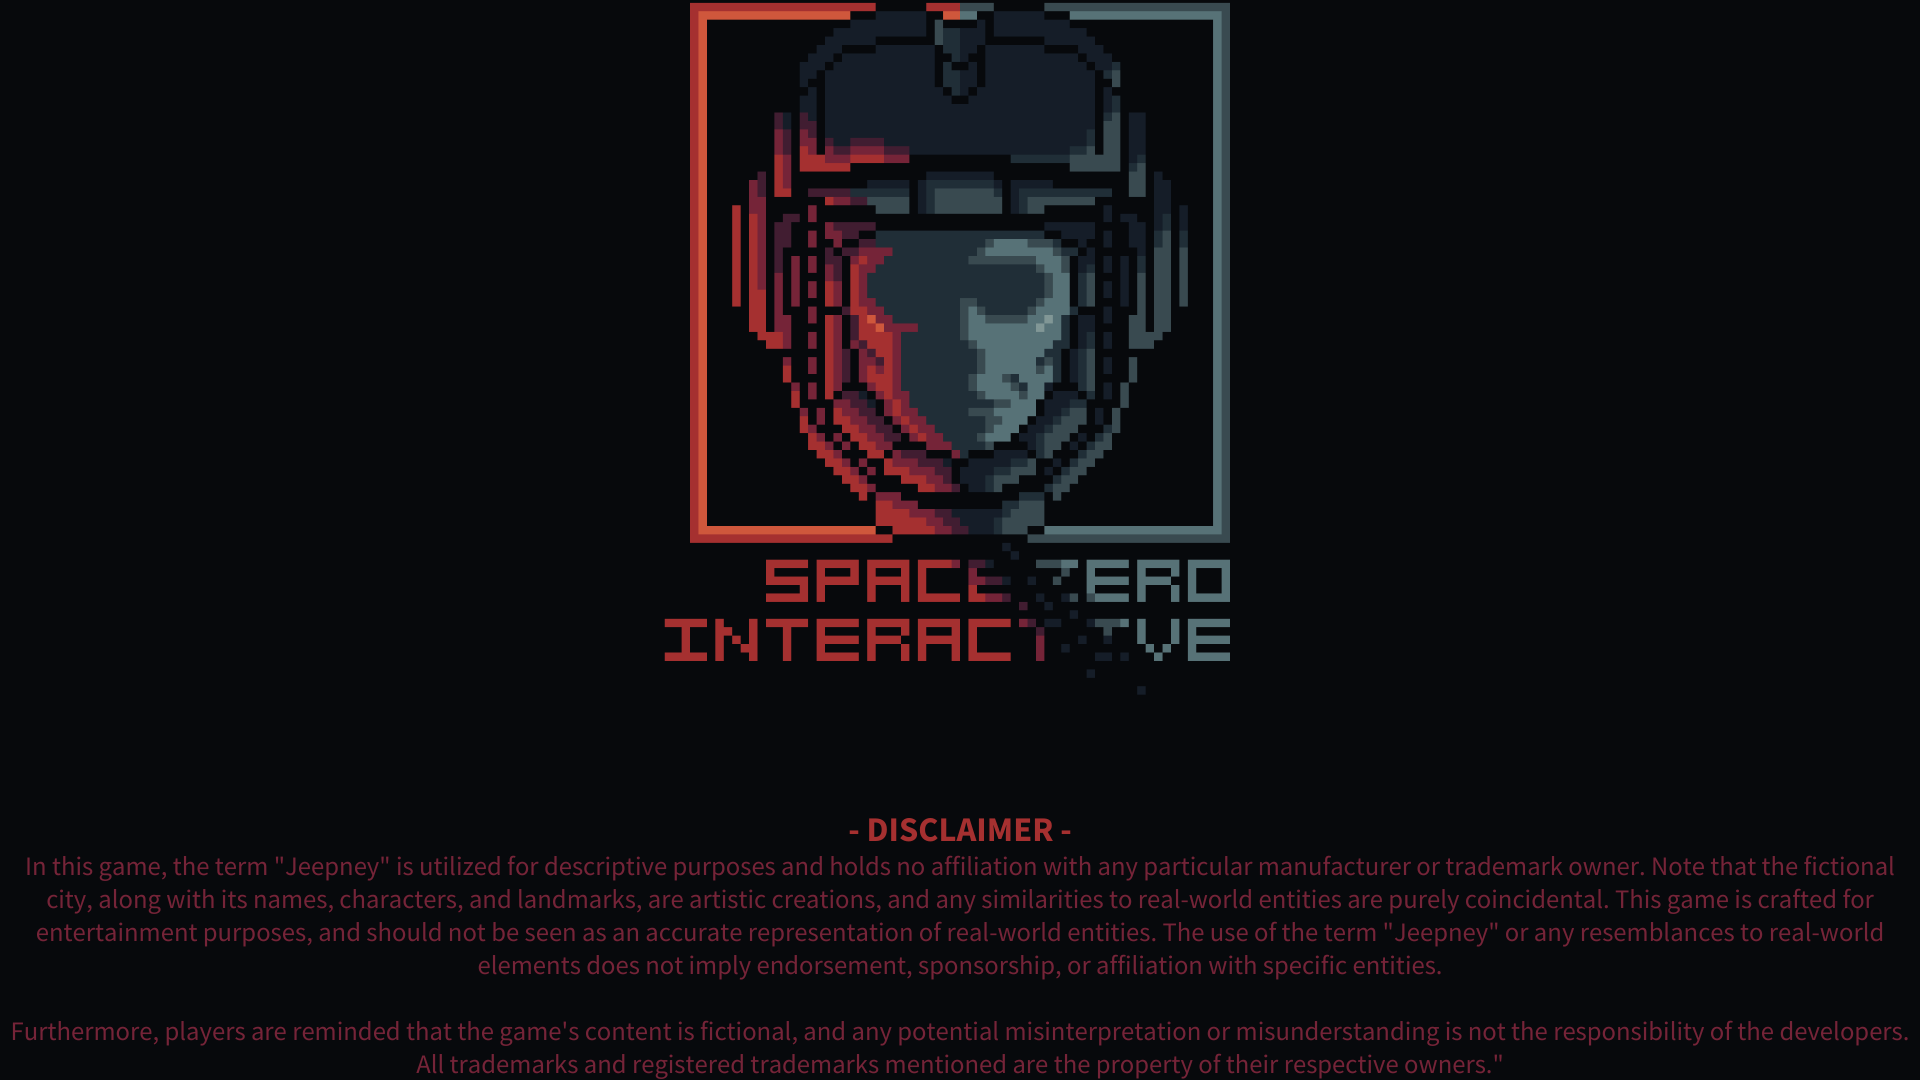 SPACE ZERO
INTERACTIVE
- DISCLAIMER -
In this game, the term "Jeepney" is utilized for descriptive purposes and holds no affiliation with any particular manufacturer or trademark owner. Note that the fictional
city, along with its names, characters, and landmarks, are artistic creations, and any similarities to real-world entities are purely coincidental. This game is crafted for
entertainment purposes, and should not be seen as an accurate representation of real-world entities. The use of the term "Jeepney" or any resemblances to real-world
elements does not imply endorsement, sponsorship, or affiliation with specific entities.
Furthermore, players are reminded that the game's content is fictional, and any potential misinterpretation or misunderstanding is not the responsibility of the developers.
All trademarks and registered trademarks mentioned are the property of their respective owners."